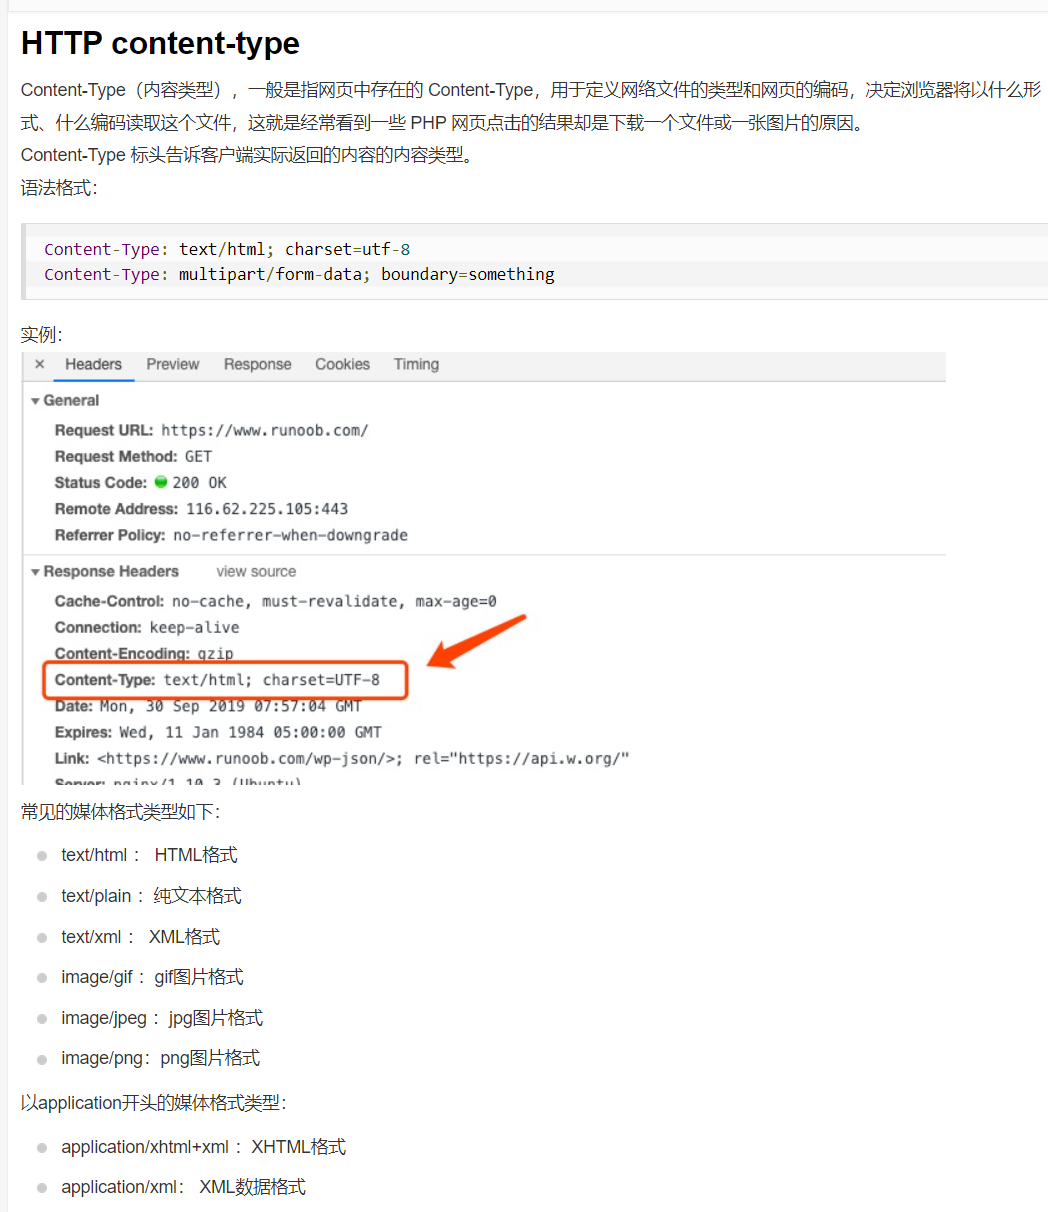 HTTP content-type
Content-Type（内容类型），一般是指网页中存在的 Content-Type，用于定义网络文件的类型和网页的编码，决定浏览器将以什么形
式、什么编码读取这个文件，这就是经常看到一些 PHP 网页点击的结果却是下载一个文件或一张图片的原因。
Content-Type 标头告诉客户端实际返回的内容的内容类型。
语法格式：
Content-Type: text/html; charset=utf-8
Content-Type: multipart/form-data; boundary=something
实例：
× Headers Preview Response Cookies Timing
▼ General
Request URL: https://www.runoob.com/
Request Method: GET
Status Code: 200 OK
Remote Address: 116.62.225.105:443
Referrer Policy: no-referrer-when-downgrade
▼ Response Headers view source
Cache-Control: no-cache, must-revalidate, max-age=0
Connection: keep-alive
Content-Encoding: gzip
Content-Type: text/html; charset=UTF-8
Date: Mon, 30 Sep 2019 07:57:04 GMT
Expires: Wed, 11 Jan 1984 05:00:00 GMT
Link: <https://www.runoob.com/wp-json/>; rel="https://api.w.org/"
Server: nginx/1.10.3 (Ubuntu)
常见的媒体格式类型如下：
text/html ： HTML格式
text/plain ：纯文本格式
text/xml ： XML格式
image/gif ：gif图片格式
image/jpeg ：jpg图片格式
image/png：png图片格式
以application开头的媒体格式类型：
application/xhtml+xml ：XHTML格式
application/xml： XML数据格式